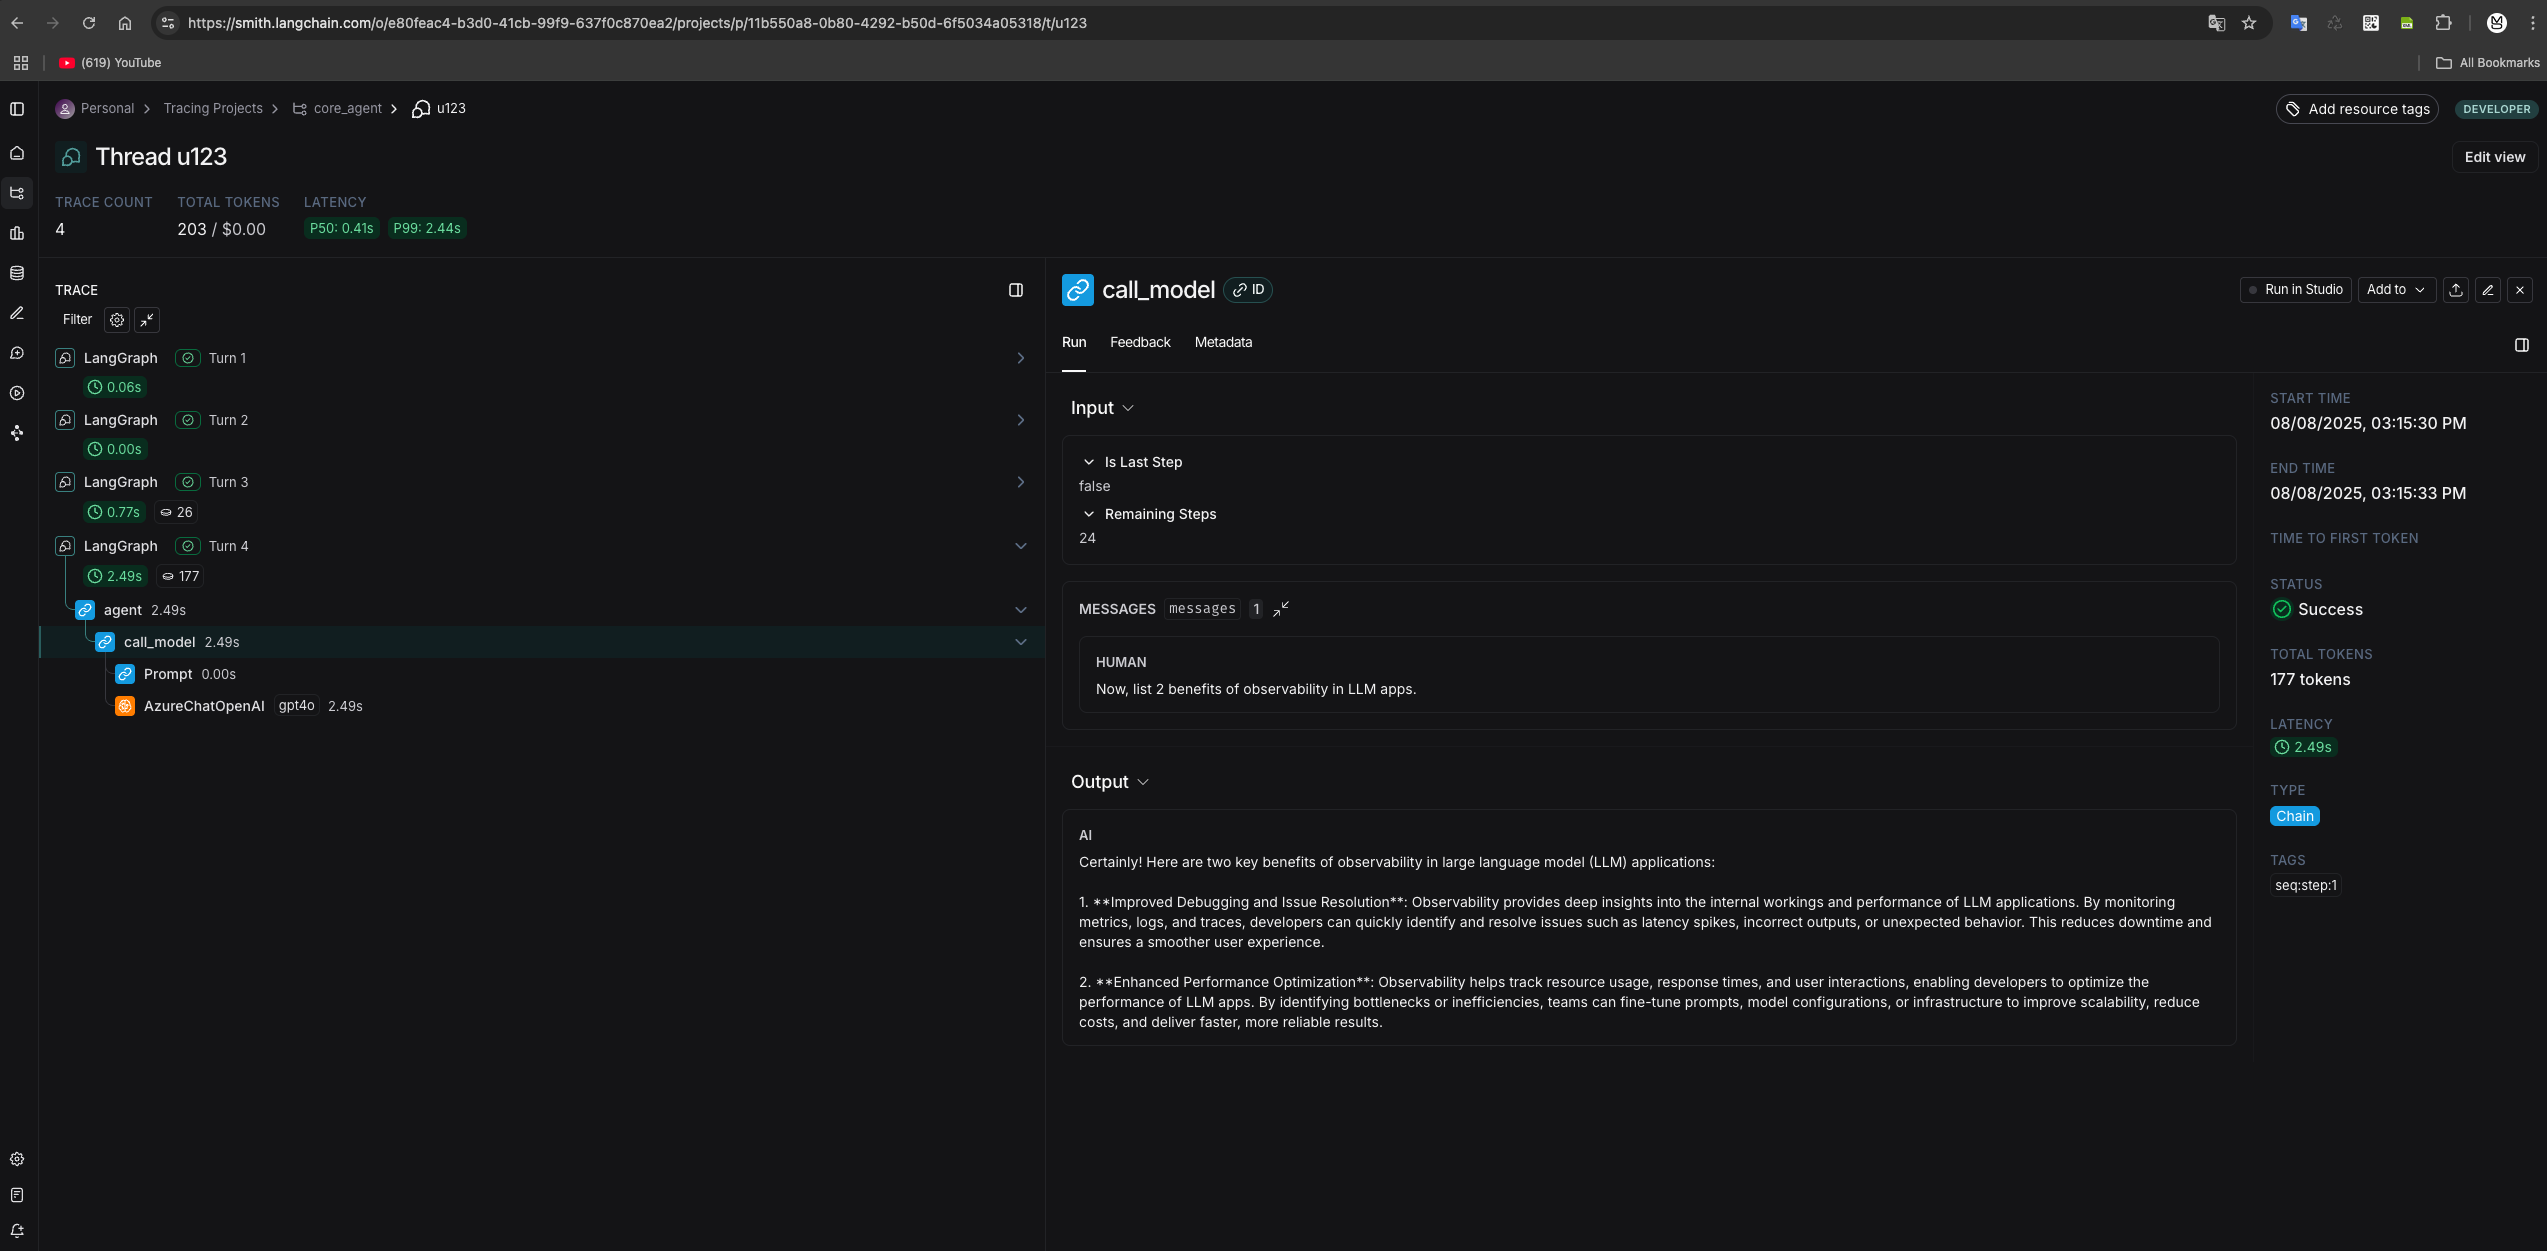 https://smith.langchain.com/o/e80feac4-b3d0-41cb-99f9-637f0c870ea2/projects/p/11b550a8-0b80-4292-b50d-6f5034a05318/t/u123
(619) YouTube
All Bookmarks
Personal
Tracing Projects
core_agent
u123
Add resource tags
DEVELOPER
Thread u123
Edit view
TRACE COUNT
4
TOTAL TOKENS
203 / $0.00
LATENCY
P50: 0.41s
P99: 2.44s
TRACE
Filter
LangGraph Turn 1
0.06s
LangGraph Turn 2
0.00s
LangGraph Turn 3
0.77s 26
LangGraph Turn 4
2.49s 177
agent 2.49s
call_model 2.49s
Prompt 0.00s
AzureChatOpenAI gpt4o 2.49s
call_model ID
Run in Studio
Add to
Run Feedback Metadata
Input
Is Last Step
false
Remaining Steps
24
MESSAGES messages 1
HUMAN
Now, list 2 benefits of observability in LLM apps.
Output
AI
Certainly! Here are two key benefits of observability in large language model (LLM) applications:
1. **Improved Debugging and Issue Resolution**: Observability provides deep insights into the internal workings and performance of LLM applications. By monitoring
metrics, logs, and traces, developers can quickly identify and resolve issues such as latency spikes, incorrect outputs, or unexpected behavior. This reduces downtime and
ensures a smoother user experience.
2. **Enhanced Performance Optimization**: Observability helps track resource usage, response times, and user interactions, enabling developers to optimize the
performance of LLM apps. By identifying bottlenecks or inefficiencies, teams can fine-tune prompts, model configurations, or infrastructure to improve scalability, reduce
costs, and deliver faster, more reliable results.
START TIME
08/08/2025, 03:15:30 PM
END TIME
08/08/2025, 03:15:33 PM
TIME TO FIRST TOKEN
STATUS
Success
TOTAL TOKENS
177 tokens
LATENCY
2.49s
TYPE
Chain
TAGS
seq:step:1